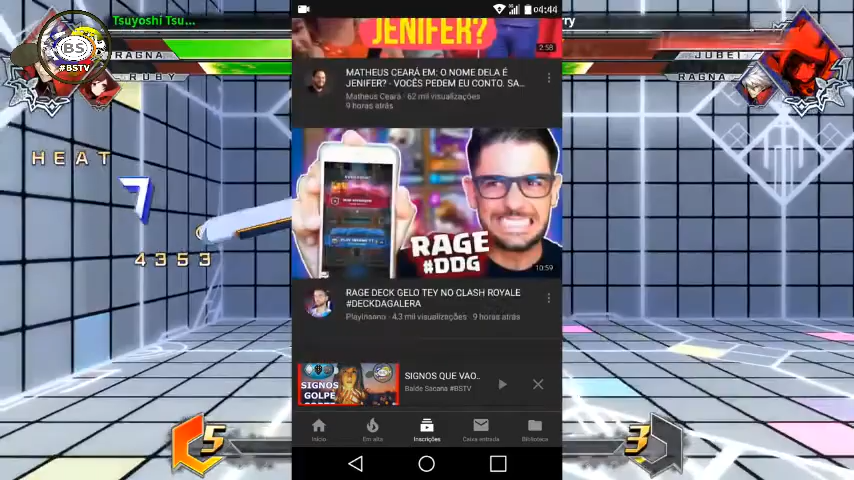 04:44
Tsuyoshi Tsu...
BS
#BSTV
RAGNA
RUBY
JUBEI
RAGNA
HEAT
7
4353
5
3
JENIFER?
2:58
MATHEUS CEARÁ EM: O NOME DELA É
JENIFER? - VOCÊS PEDEM EU CONTO. SA...
Matheus Ceará · 62 mil visualizações
9 horas atrás
RAGE
#DDG
10:59
RAGE DECK GELO TEY NO CLASH ROYALE
#DECKDAGALERA
PlayInsano · 4,3 mil visualizações · 9 horas atrás
SIGNOS
GOLPE
SIGNOS QUE VAO..
Balde Sacana #BSTV
Início
Em alta
Inscrições
Caixa entrada
Biblioteca